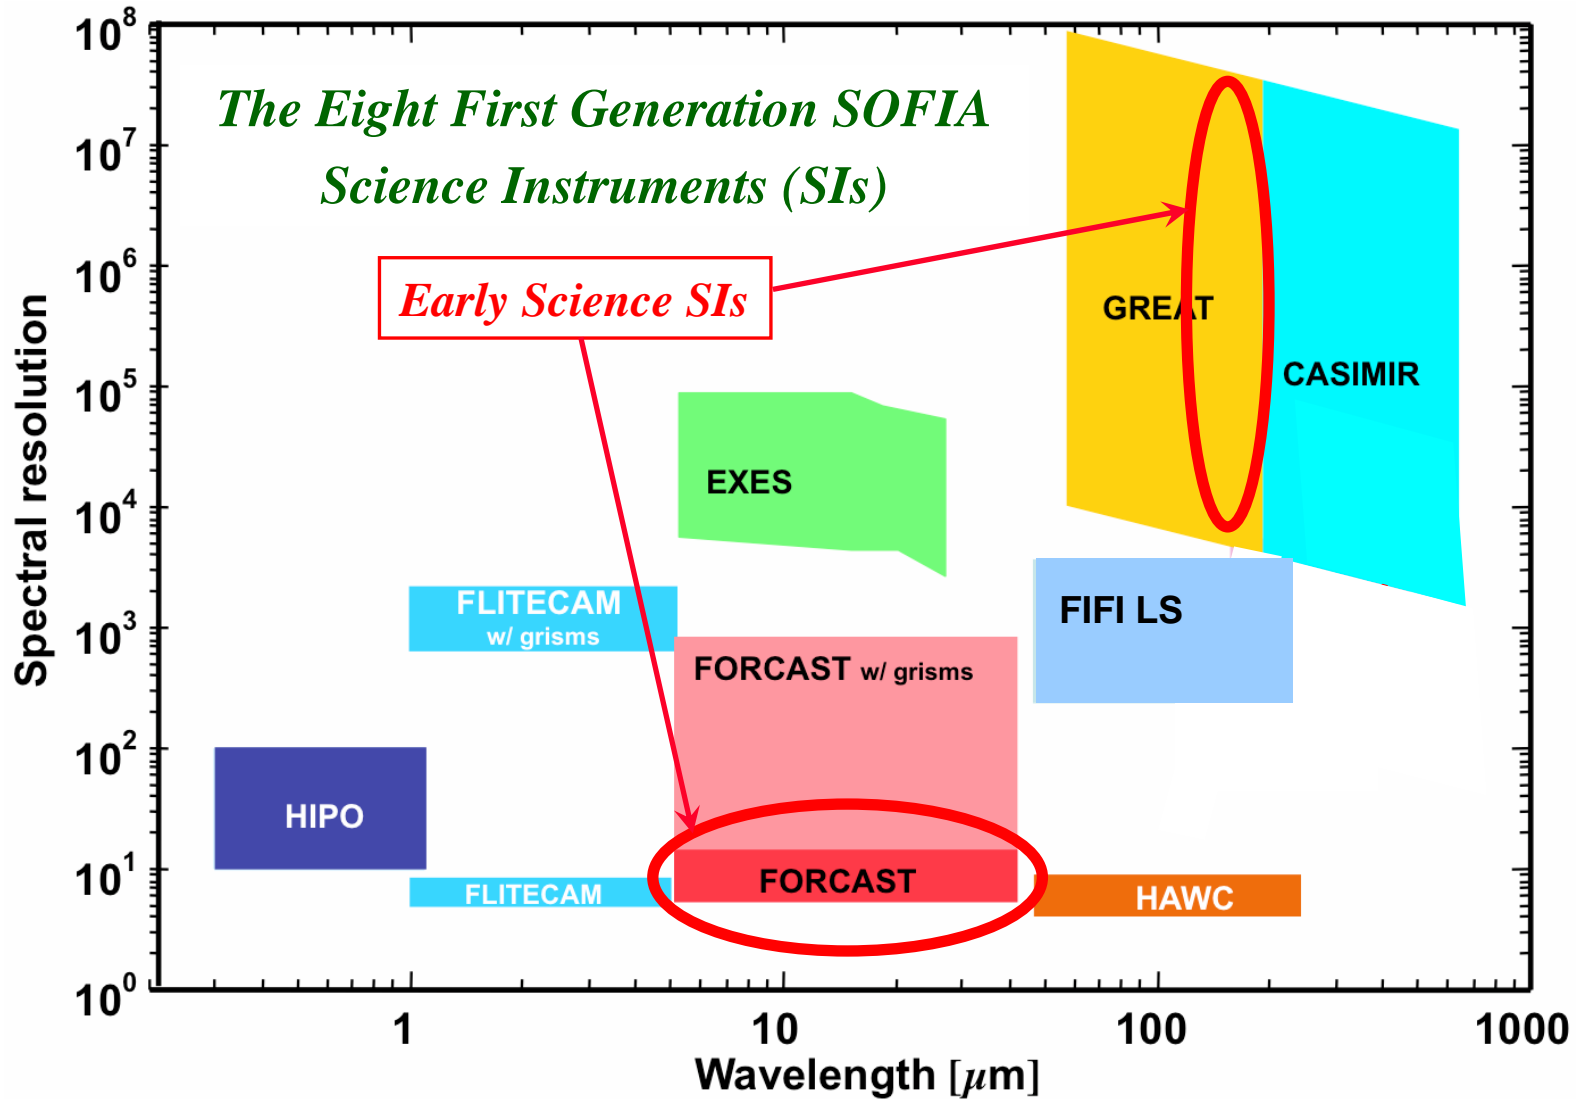 The Eight First Generation SOFIA
Science Instruments (SIs)
Early Science SIs
GREAT
CASIMIR
EXES
FLITECAM
w/ grisms
FIFI LS
FORCAST w/ grisms
HIPO
FLITECAM
FORCAST
HAWC
Spectral resolution
10⁸
10⁷
10⁶
10⁵
10⁴
10³
10²
10¹
10⁰
1 10 100 1000
Wavelength [µm]